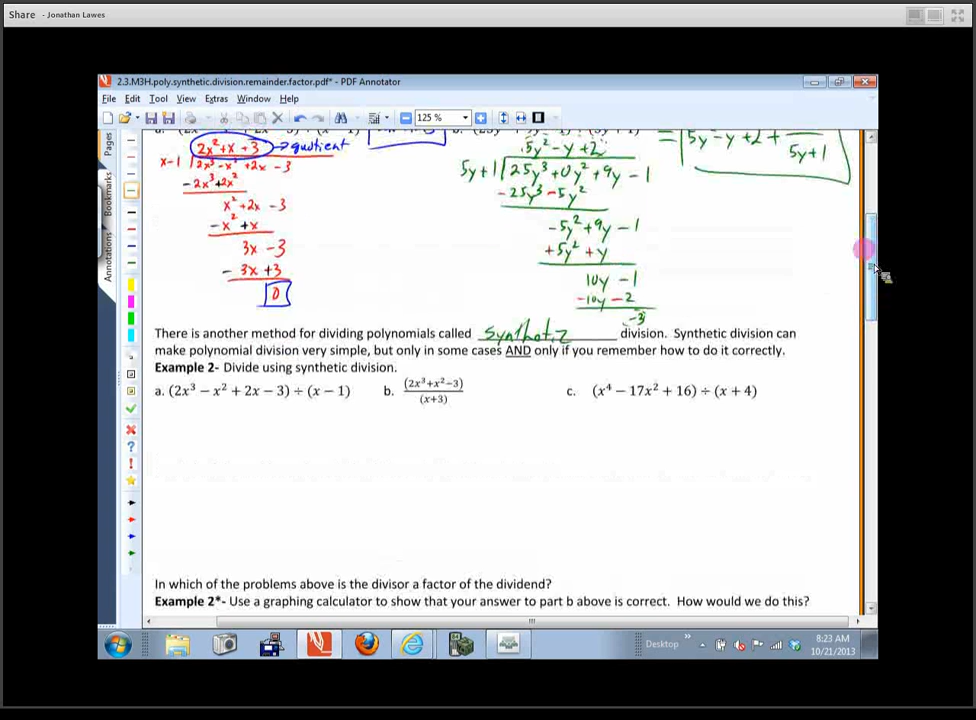 Share - Jonathan Lawes
2.3.M3H.poly.synthetic.division.remainder.factor.pdf* - PDF Annotator
File Edit Tool View Extras Window Help
125 %
Pages
Bookmarks
Annotations
2x²+x+3 → quotient
x-1 2x³-x²+2x-3
-2x³+2x²
x²+2x-3
-x²+x
3x-3
-3x+3
0
= 5y²-y+2+
5y+1
5y²-y+2
5y+1 25y³+0y²+9y-1
-25y³-5y²
-5y²+9y-1
+5y²+y
10y-1
-10y-2
-3
There is another method for dividing polynomials called synthetic division. Synthetic division can
make polynomial division very simple, but only in some cases AND only if you remember how to do it correctly.
Example 2- Divide using synthetic division.
a. (2x³ − x² + 2x − 3) ÷ (x − 1) b. (2x³+x²−3)/(x+3) c. (x⁴ − 17x² + 16) ÷ (x + 4)
In which of the problems above is the divisor a factor of the dividend?
Example 2*- Use a graphing calculator to show that your answer to part b above is correct. How would we do this?
Desktop
8:23 AM
10/21/2013